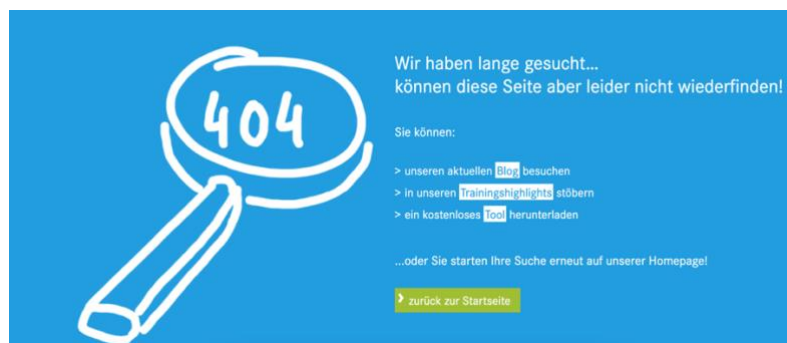 404
Wir haben lange gesucht...
können diese Seite aber leider nicht wiederfinden!
Sie können:
> unseren aktuellen Blog besuchen
> in unseren Trainingshighlights stöbern
> ein kostenloses Tool herunterladen
...oder Sie starten Ihre Suche erneut auf unserer Homepage!
› zurück zur Startseite